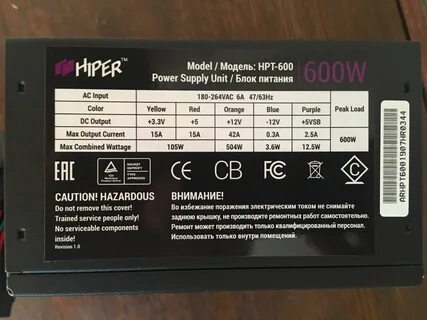 HIPER™
Model / Модель: HPT-600
Power Supply Unit / Блок питания
600W
AC Input 180-264VAC 6A 47/63Hz Peak Load
Color Yellow Red Orange Blue Purple
DC Output +3.3V +5 +12V -12V +5VSB
Max Output Current 15A 15A 42A 0.3A 2.5A 600W
Max Combined Wattage 105W 504W 3.6W 12.5W
EAC CE CB FC
CAUTION! HAZARDOUS
Do not remove this cover!
Trained service people only!
No serviceable components
inside!
Revision 1.0
ВНИМАНИЕ!
Во избежание поражения электрическим током не снимайте
заднюю крышку, не производите ремонтных работ самостоятельно.
Ремонт может производить только квалифицированный персонал.
Использовать только внутри помещений.
ARHPT6001907HR0344